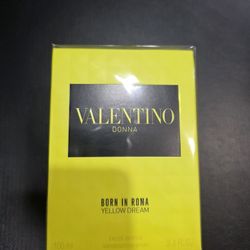 VALENTINO
DONNA
BORN IN ROMA
YELLOW DREAM